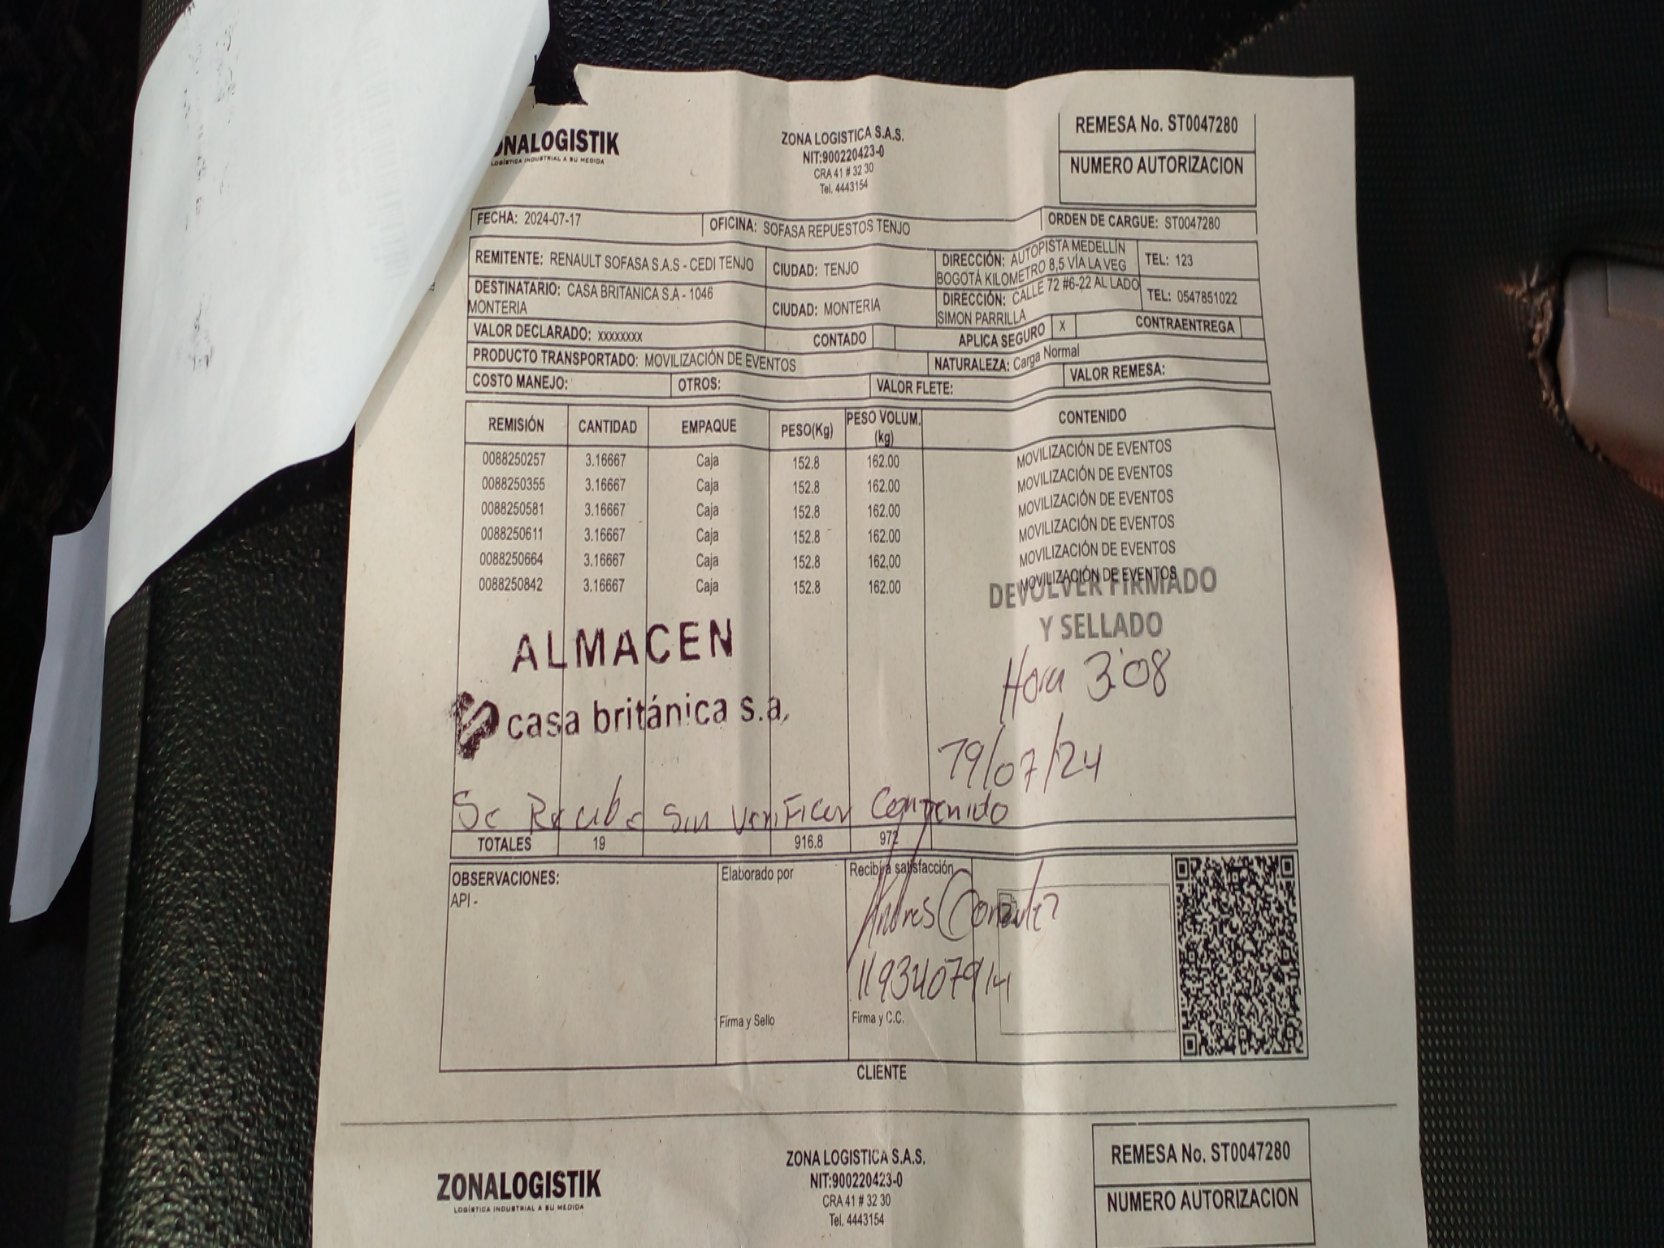 ONALOGISTIK
LOGÍSTICA INDUSTRIAL A SU MEDIDA
ZONA LOGISTICA S.A.S.
NIT:900220423-0
CRA 41 # 32 30
Tel. 4443154
REMESA No. ST0047280
NUMERO AUTORIZACION
FECHA: 2024-07-17 OFICINA: SOFASA REPUESTOS TENJO ORDEN DE CARGUE: ST0047280
REMITENTE: RENAULT SOFASA S.A.S - CEDI TENJO CIUDAD: TENJO DIRECCIÓN: AUTOPISTA MEDELLÍN BOGOTÁ KILOMETRO 8,5 VÍA LA VEG TEL: 123
DESTINATARIO: CASA BRITANICA S.A - 1046 MONTERIA CIUDAD: MONTERIA DIRECCIÓN: CALLE 72 #6-22 AL LADO SIMON PARRILLA TEL: 0547851022
VALOR DECLARADO: xxxxxxxx CONTADO APLICA SEGURO X CONTRAENTREGA
PRODUCTO TRANSPORTADO: MOVILIZACIÓN DE EVENTOS NATURALEZA: Carga Normal
COSTO MANEJO: OTROS: VALOR FLETE: VALOR REMESA:
REMISIÓN CANTIDAD EMPAQUE PESO(Kg) PESO VOLUM. (kg) CONTENIDO
0088250257 3.16667 Caja 152.8 162.00 MOVILIZACIÓN DE EVENTOS
0088250355 3.16667 Caja 152.8 162.00 MOVILIZACIÓN DE EVENTOS
0088250581 3.16667 Caja 152.8 162.00 MOVILIZACIÓN DE EVENTOS
0088250611 3.16667 Caja 152.8 162.00 MOVILIZACIÓN DE EVENTOS
0088250664 3.16667 Caja 152.8 162.00 MOVILIZACIÓN DE EVENTOS
0088250842 3.16667 Caja 152.8 162.00 MOVILIZACIÓN DE EVENTOS
DEVOLVER FIRMADO
Y SELLADO
ALMACEN
casa británica s.a.
Hora 3:08
19/07/24
Se Recibe Sin Verificar Contenido
TOTALES 19 916.8 972
OBSERVACIONES:
API -
Elaborado por
Firma y Sello
Recibí a satisfacción
Andres Gonzalez
1193407914
Firma y C.C.
CLIENTE
ZONALOGISTIK
LOGÍSTICA INDUSTRIAL A SU MEDIDA
ZONA LOGISTICA S.A.S.
NIT:900220423-0
CRA 41 # 32 30
Tel. 4443154
REMESA No. ST0047280
NUMERO AUTORIZACION